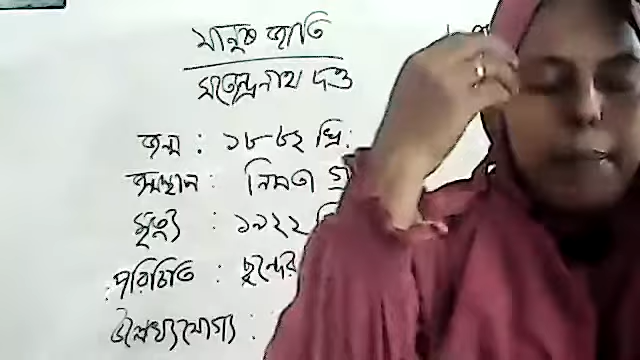 মানুষ জাতি
সত্যেন্দ্রনাথ দত্ত
জন্ম : ১৮৮২ খ্রি:
জন্মস্থান : নিমতা গ্র
মৃত্যু : ১৯২২
পরিচিতি : ছন্দের
উল্লেখযোগ্য :